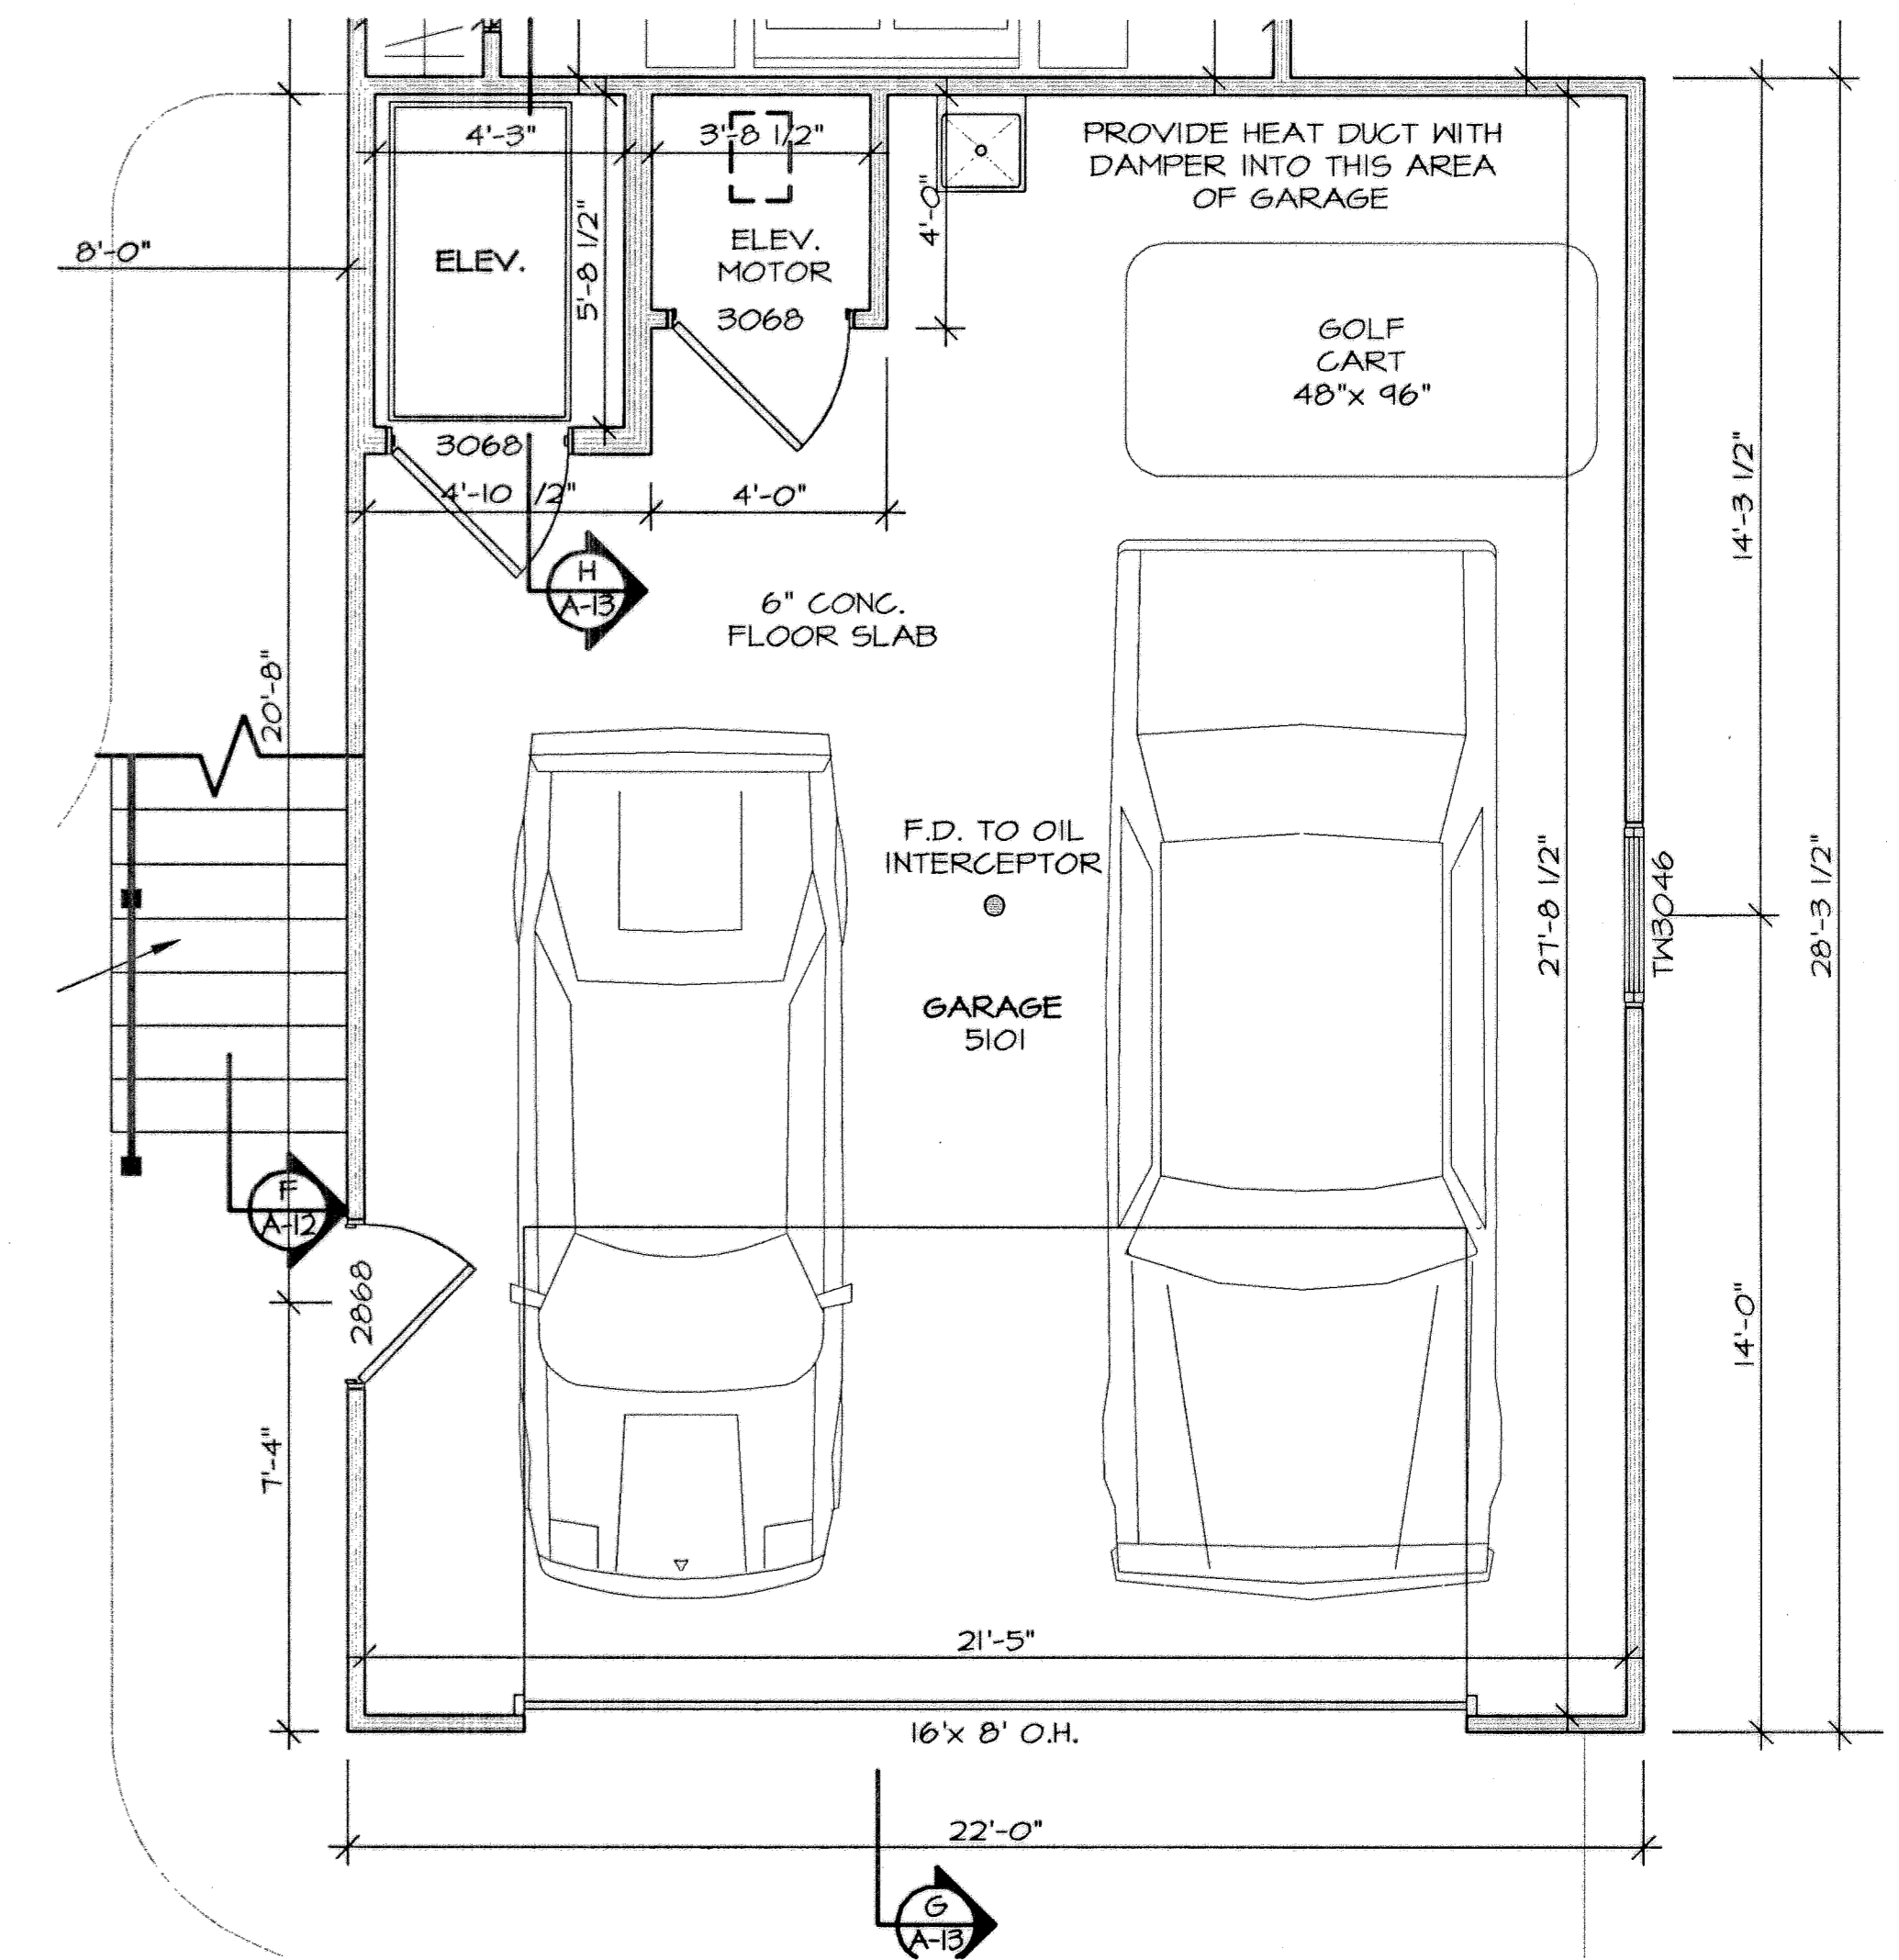 4'-3"
3'-8 1/2"
PROVIDE HEAT DUCT WITH
DAMPER INTO THIS AREA
OF GARAGE
8'-0"
ELEV.
5'-8 1/2"
ELEV.
MOTOR
3068
4'-0"
GOLF
CART
48"x 96"
3068
4'-10 1/2"
4'-0"
14'-3 1/2"
H
A-13
6" CONC.
FLOOR SLAB
20'-8"
F.D. TO OIL
INTERCEPTOR
27'-8 1/2"
TW3046
28'-3 1/2"
GARAGE
5101
F
A-12
2868
7'-4"
14'-0"
21'-5"
16'x 8' O.H.
22'-0"
G
A-13